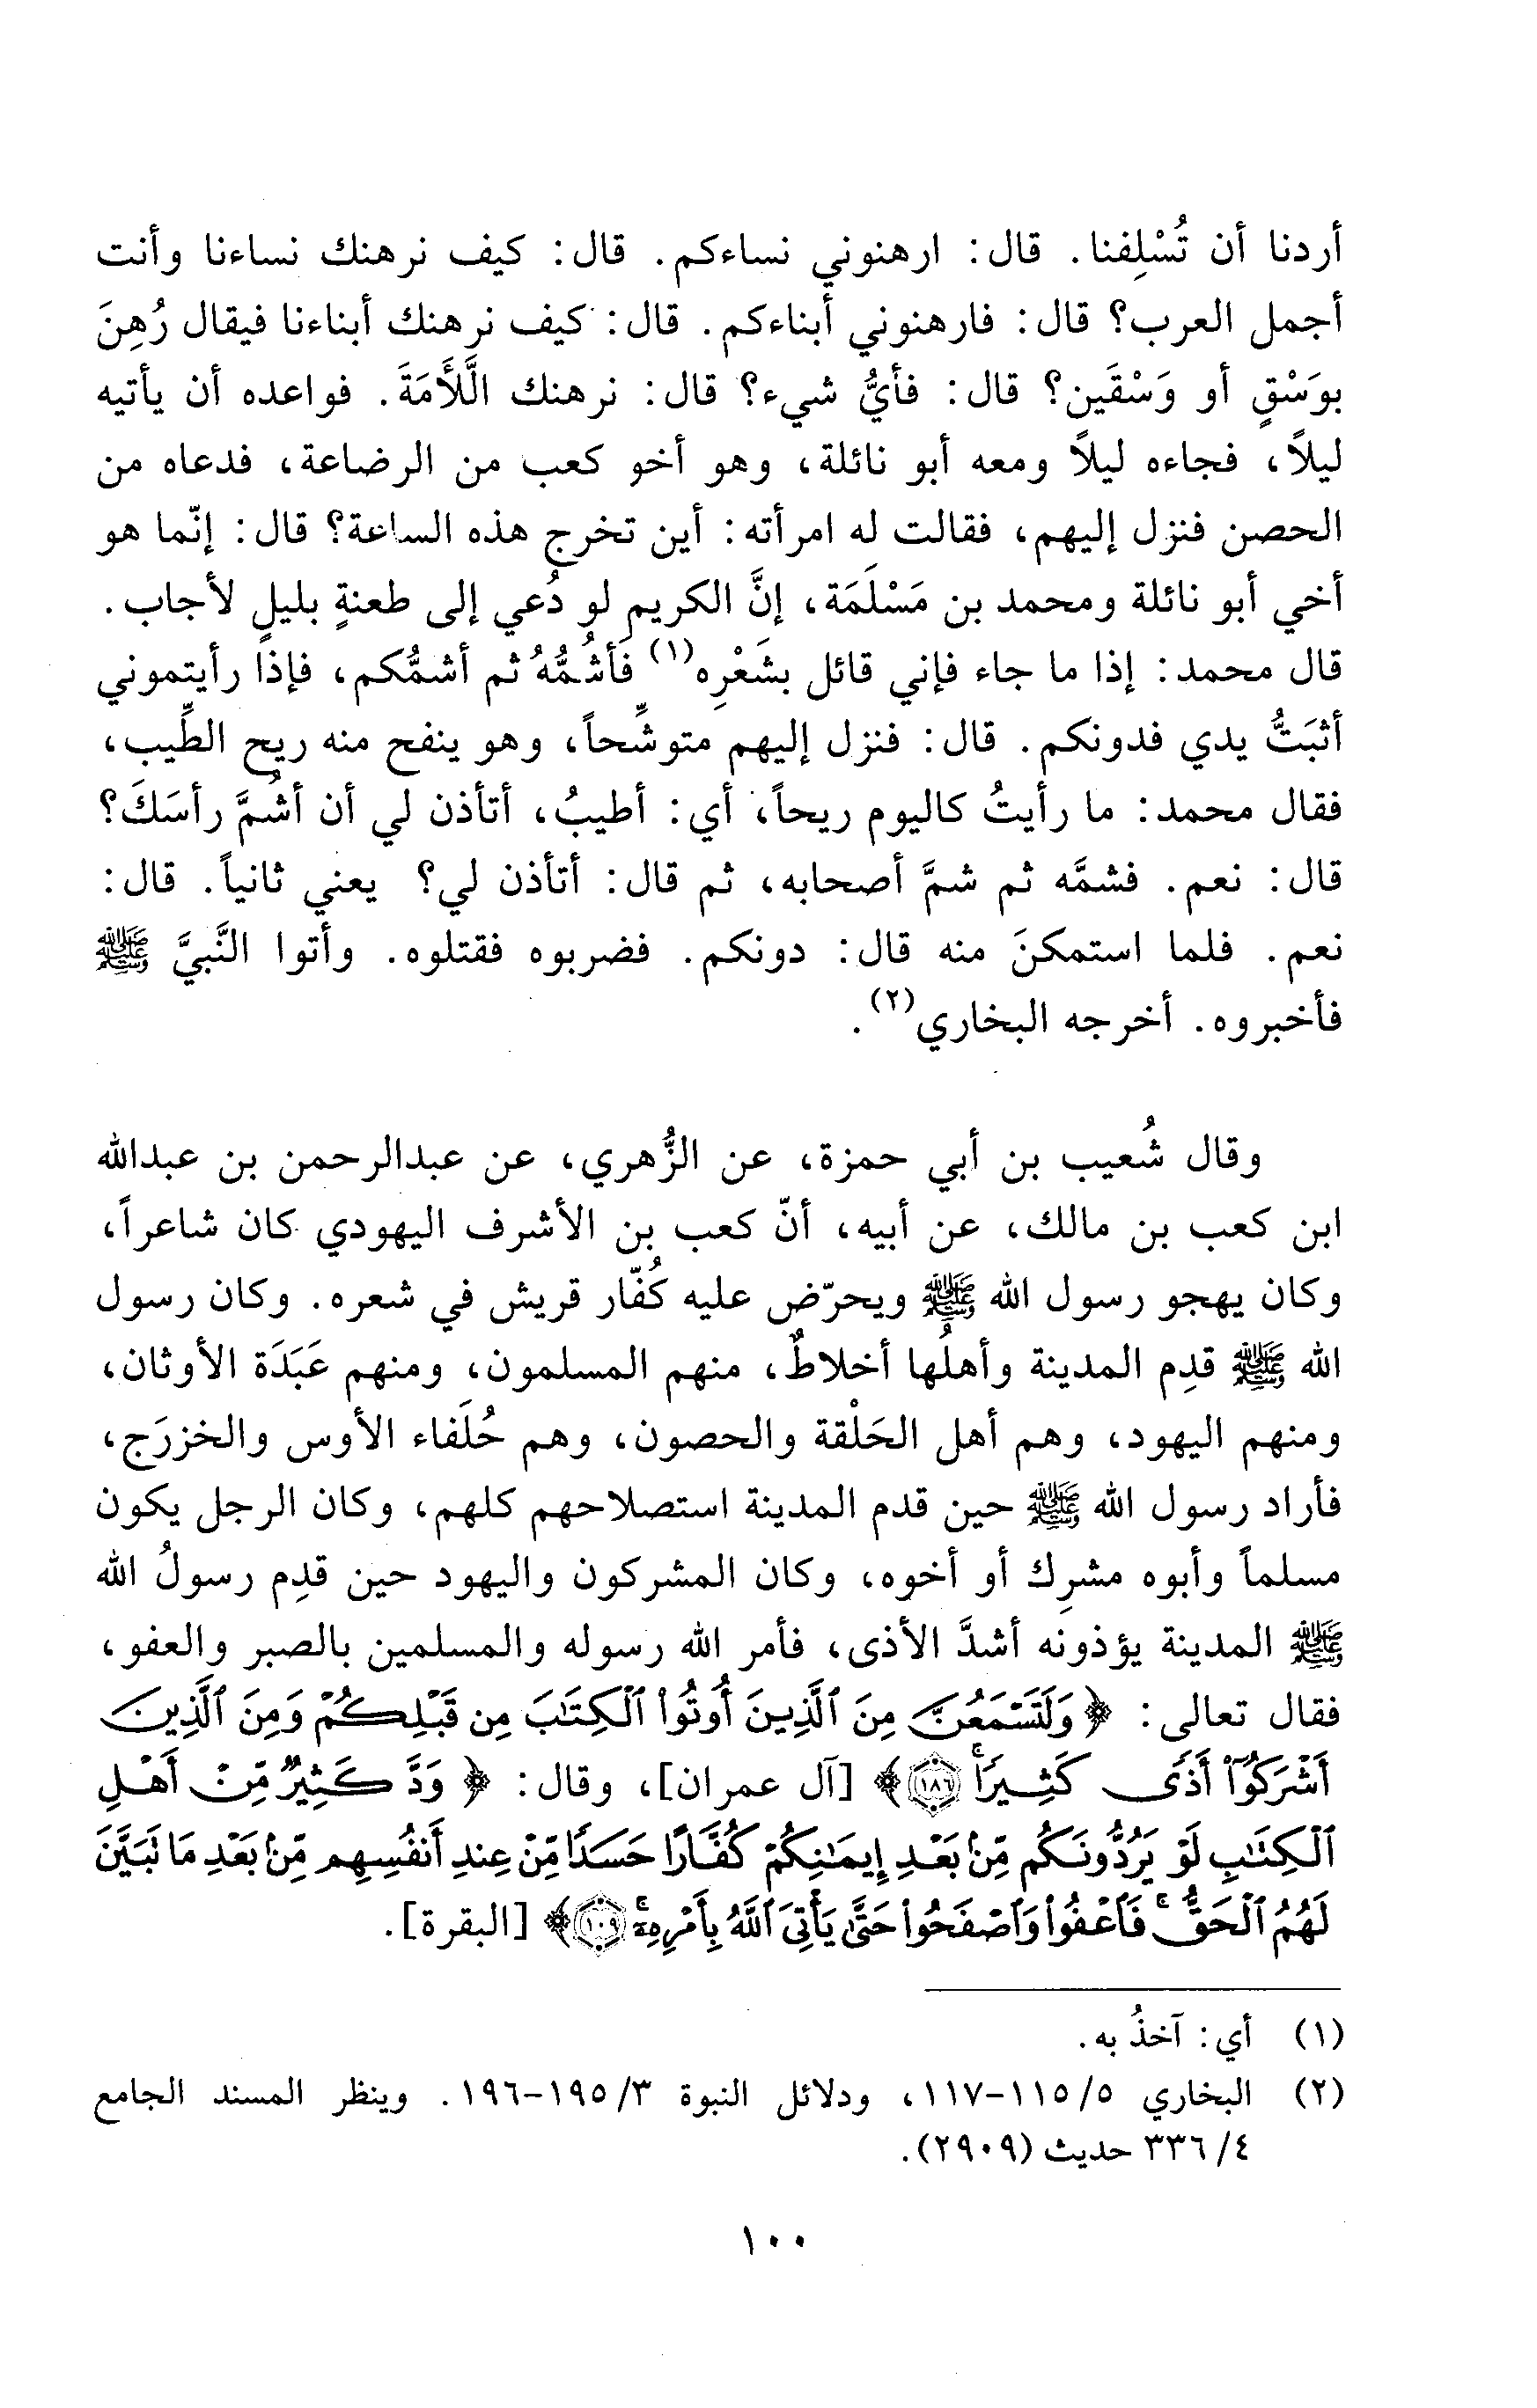 أردنا أن تُسْلِفنا. قال: ارهنوني نساءكم. قال: كيف نرهنك نساءنا وأنت
أجمل العرب؟ قال: فارهنوني أبناءكم. قال: كيف نرهنك أبناءنا فيقال رُهِنَ
بوَسْقٍ أو وَسْقَين؟ قال: فأيُّ شيء؟ قال: نرهنك اللَّأمَةَ. فواعده أن يأتيه
ليلاً، فجاءه ليلاً ومعه أبو نائلة، وهو أخو كعب من الرضاعة، فدعاه من
الحصن فنزل إليهم، فقالت له امرأته: أين تخرج هذه الساعة؟ قال: إنّما هو
أخي أبو نائلة ومحمد بن مَسْلَمَة، إنَّ الكريم لو دُعي إلى طعنةٍ بليلٍ لأجاب.
قال محمد: إذا ما جاء فإني قائل بشَعْرِه(١) فَأشُمُّهُ ثم أشمُّكم، فإذا رأيتموني
أثبَتُّ يدي فدونكم. قال: فنزل إليهم متوشِّحاً، وهو ينفح منه ريح الطِّيب،
فقال محمد: ما رأيتُ كاليوم ريحاً، أي: أطيبُ، أتأذن لي أن أشُمَّ رأسَكَ؟
قال: نعم. فشمَّه ثم شمَّ أصحابه، ثم قال: أتأذن لي؟ يعني ثانياً. قال:
نعم. فلما استمكنَ منه قال: دونكم. فضربوه فقتلوه. وأتوا النَّبيَّ ﷺ
فأخبروه. أخرجه البخاري(٢).
وقال شُعيب بن أبي حمزة، عن الزُّهري، عن عبدالرحمن بن عبدالله
ابن كعب بن مالك، عن أبيه، أنّ كعب بن الأشرف اليهودي كان شاعراً،
وكان يهجو رسول الله ﷺ ويحرّض عليه كُفّار قريش في شعره. وكان رسول
الله ﷺ قدِم المدينة وأهلُها أخلاطٌ، منهم المسلمون، ومنهم عَبَدَة الأوثان،
ومنهم اليهود، وهم أهل الحَلْقة والحصون، وهم حُلَفاء الأوس والخزرَج،
فأراد رسول الله ﷺ حين قدم المدينة استصلاحهم كلهم، وكان الرجل يكون
مسلماً وأبوه مشرِك أو أخوه، وكان المشركون واليهود حين قدِم رسولُ الله
ﷺ المدينة يؤذونه أشدَّ الأذى، فأمر الله رسوله والمسلمين بالصبر والعفو،
فقال تعالى: ﴿ وَلَتَسْمَعُنَّ مِنَ ٱلَّذِينَ أُوتُوا۟ ٱلْكِتَٰبَ مِن قَبْلِكُمْ وَمِنَ ٱلَّذِينَ
أَشْرَكُوٓا۟ أَذًى كَثِيرًا ۚ ۝١٨٦﴾ [آل عمران]، وقال: ﴿ وَدَّ كَثِيرٌ مِّنْ أَهْلِ
ٱلْكِتَٰبِ لَوْ يَرُدُّونَكُم مِّنۢ بَعْدِ إِيمَٰنِكُمْ كُفَّارًا حَسَدًا مِّنْ عِندِ أَنفُسِهِم مِّنۢ بَعْدِ مَا تَبَيَّنَ
لَهُمُ ٱلْحَقُّ ۖ فَٱعْفُوا۟ وَٱصْفَحُوا۟ حَتَّىٰ يَأْتِىَ ٱللَّهُ بِأَمْرِهِۦٓ ۗ ۝١٠٩﴾ [البقرة].
(١) أي: آخذُ به.
(٢) البخاري ٥/ ١١٥-١١٧، ودلائل النبوة ٣/ ١٩٥-١٩٦. وينظر المسند الجامع
٤/ ٣٣٦ حديث (٢٩٠٩).
١٠٠